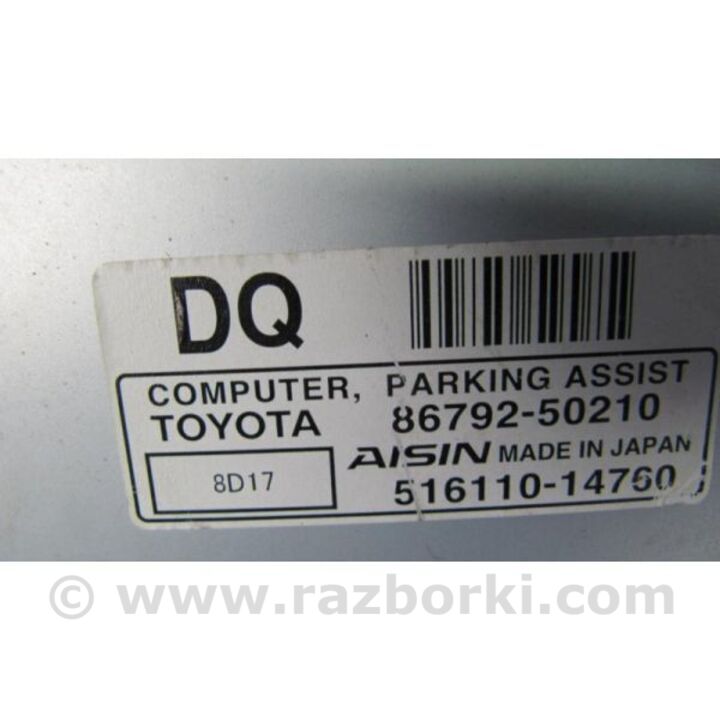 DQ
COMPUTER, PARKING ASSIST
TOYOTA 86792-50210
AISIN MADE IN JAPAN
8D17
516110-14760
© www.razborki.com